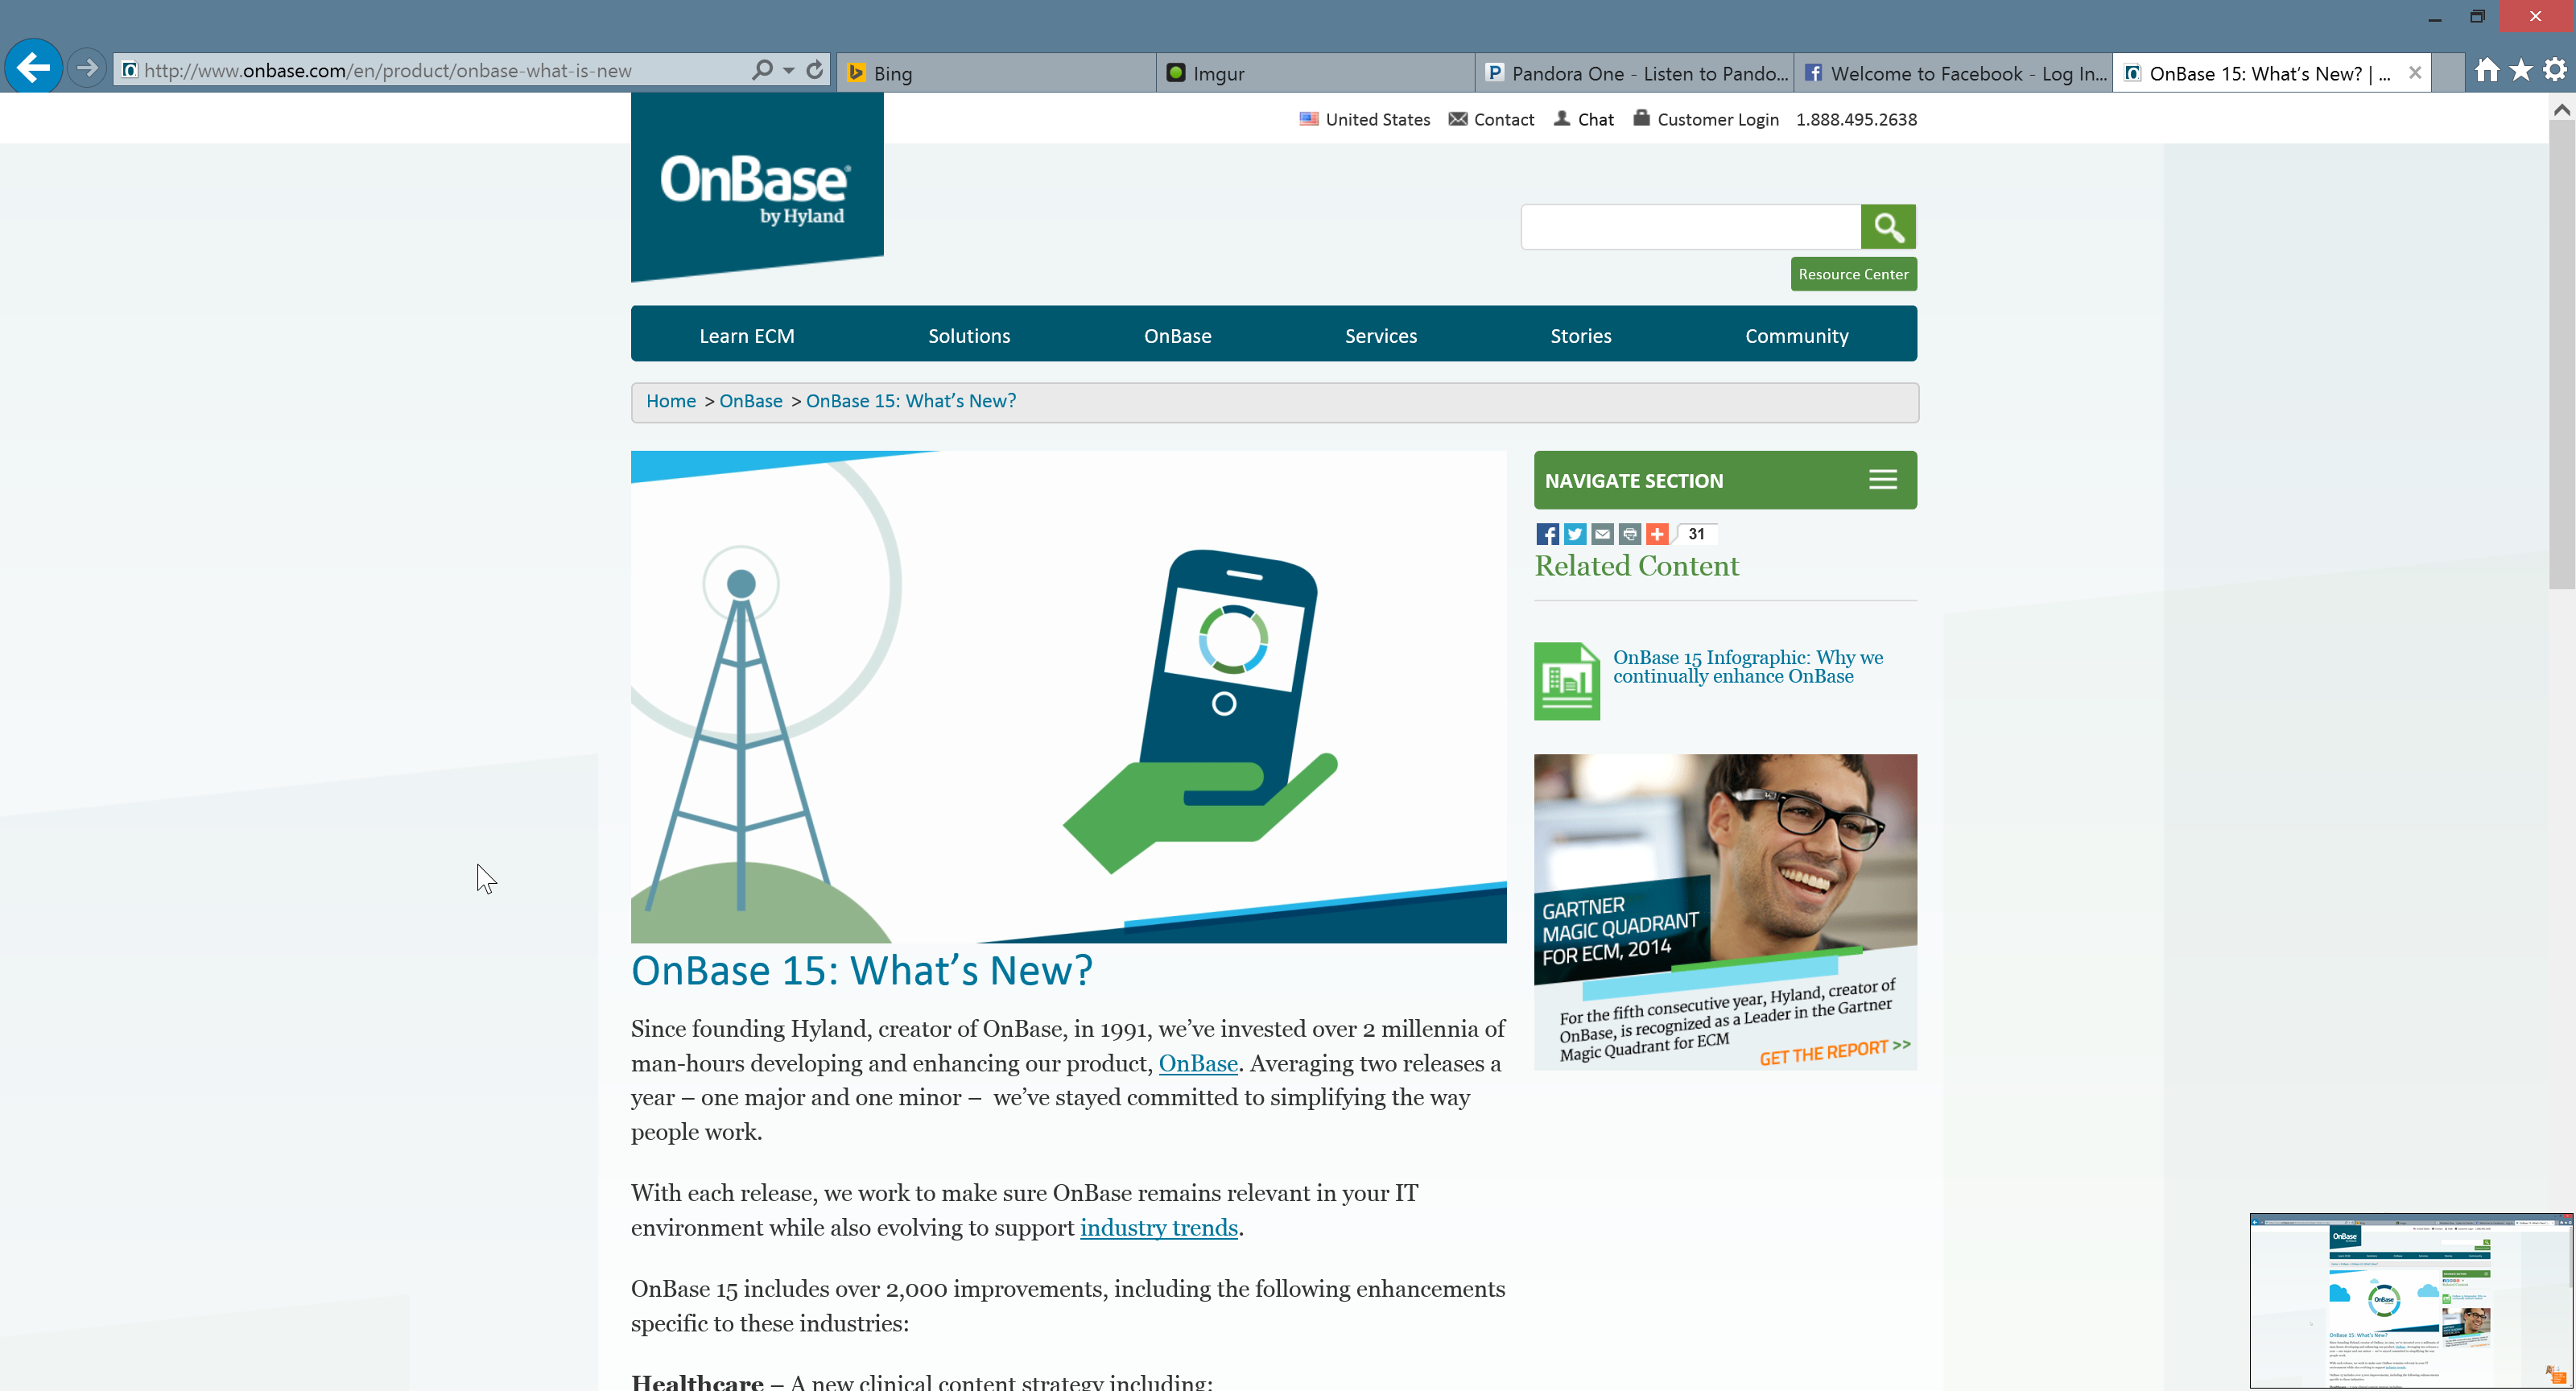 http://www.onbase.com/en/product/onbase-what-is-new
Bing
Imgur
Pandora One - Listen to Pando...
Welcome to Facebook - Log In...
OnBase 15: What's New? | ...
United States
Contact
Chat
Customer Login
1.888.495.2638
OnBase®
by Hyland
Resource Center
Learn ECM
Solutions
OnBase
Services
Stories
Community
Home > OnBase > OnBase 15: What's New?
NAVIGATE SECTION
31
Related Content
OnBase 15 Infographic: Why we
continually enhance OnBase
GARTNER
MAGIC QUADRANT
FOR ECM, 2014
For the fifth consecutive year, Hyland, creator of
OnBase, is recognized as a Leader in the Gartner
Magic Quadrant for ECM
GET THE REPORT >>
OnBase 15: What's New?
Since founding Hyland, creator of OnBase, in 1991, we've invested over 2 millennia of
man-hours developing and enhancing our product, OnBase. Averaging two releases a
year – one major and one minor –  we've stayed committed to simplifying the way
people work.
With each release, we work to make sure OnBase remains relevant in your IT
environment while also evolving to support industry trends.
OnBase 15 includes over 2,000 improvements, including the following enhancements
specific to these industries:
Healthcare – A new clinical content strategy including:
OnBase
OnBase
OnBase 15: What's New?